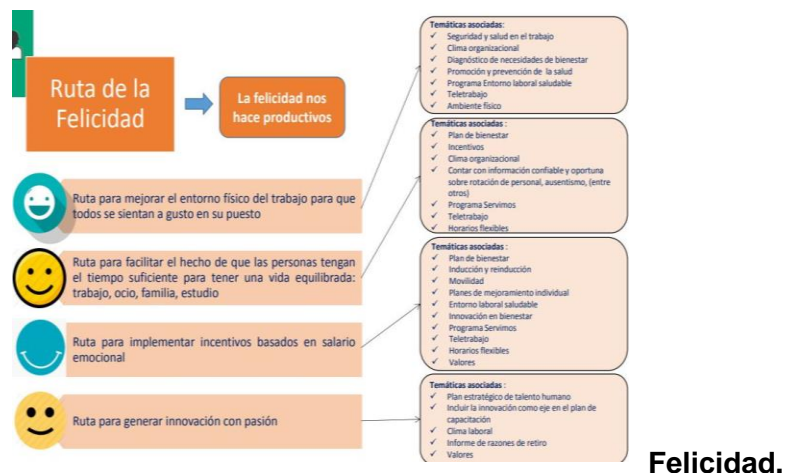 Ruta de la
Felicidad
La felicidad nos
hace productivos
Ruta para mejorar el entorno físico del trabajo para que
todos se sientan a gusto en su puesto
Ruta para facilitar el hecho de que las personas tengan
el tiempo suficiente para tener una vida equilibrada:
trabajo, ocio, familia, estudio
Ruta para implementar incentivos basados en salario
emocional
Ruta para generar innovación con pasión
Temáticas asociadas:
✓ Seguridad y salud en el trabajo
✓ Clima organizacional
✓ Diagnóstico de necesidades de bienestar
✓ Promoción y prevención de la salud
✓ Programa Entorno laboral saludable
✓ Teletrabajo
✓ Ambiente físico
Temáticas asociadas :
✓ Plan de bienestar
✓ Incentivos
✓ Clima organizacional
✓ Contar con información confiable y oportuna
sobre rotación de personal, ausentismo, (entre
otros)
✓ Programa Servimos
✓ Teletrabajo
✓ Horarios flexibles
Temáticas asociadas :
✓ Plan de bienestar
✓ Inducción y reinducción
✓ Movilidad
✓ Planes de mejoramiento individual
✓ Entorno laboral saludable
✓ Innovación en bienestar
✓ Programa Servimos
✓ Teletrabajo
✓ Horarios flexibles
✓ Valores
Temáticas asociadas :
✓ Plan estratégico de talento humano
✓ Incluir la innovación como eje en el plan de
capacitación
✓ Clima laboral
✓ Informe de razones de retiro
✓ Valores
Felicidad.